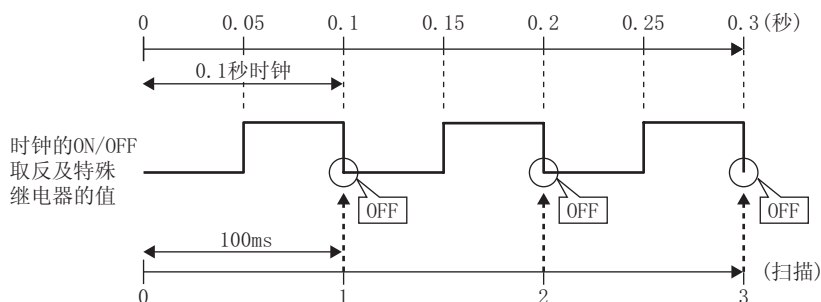 0 0.05 0.1 0.15 0.2 0.25 0.3(秒)
0.1秒时钟
时钟的ON/OFF
取反及特殊
继电器的值
OFF OFF OFF
100ms
(扫描)
0 1 2 3